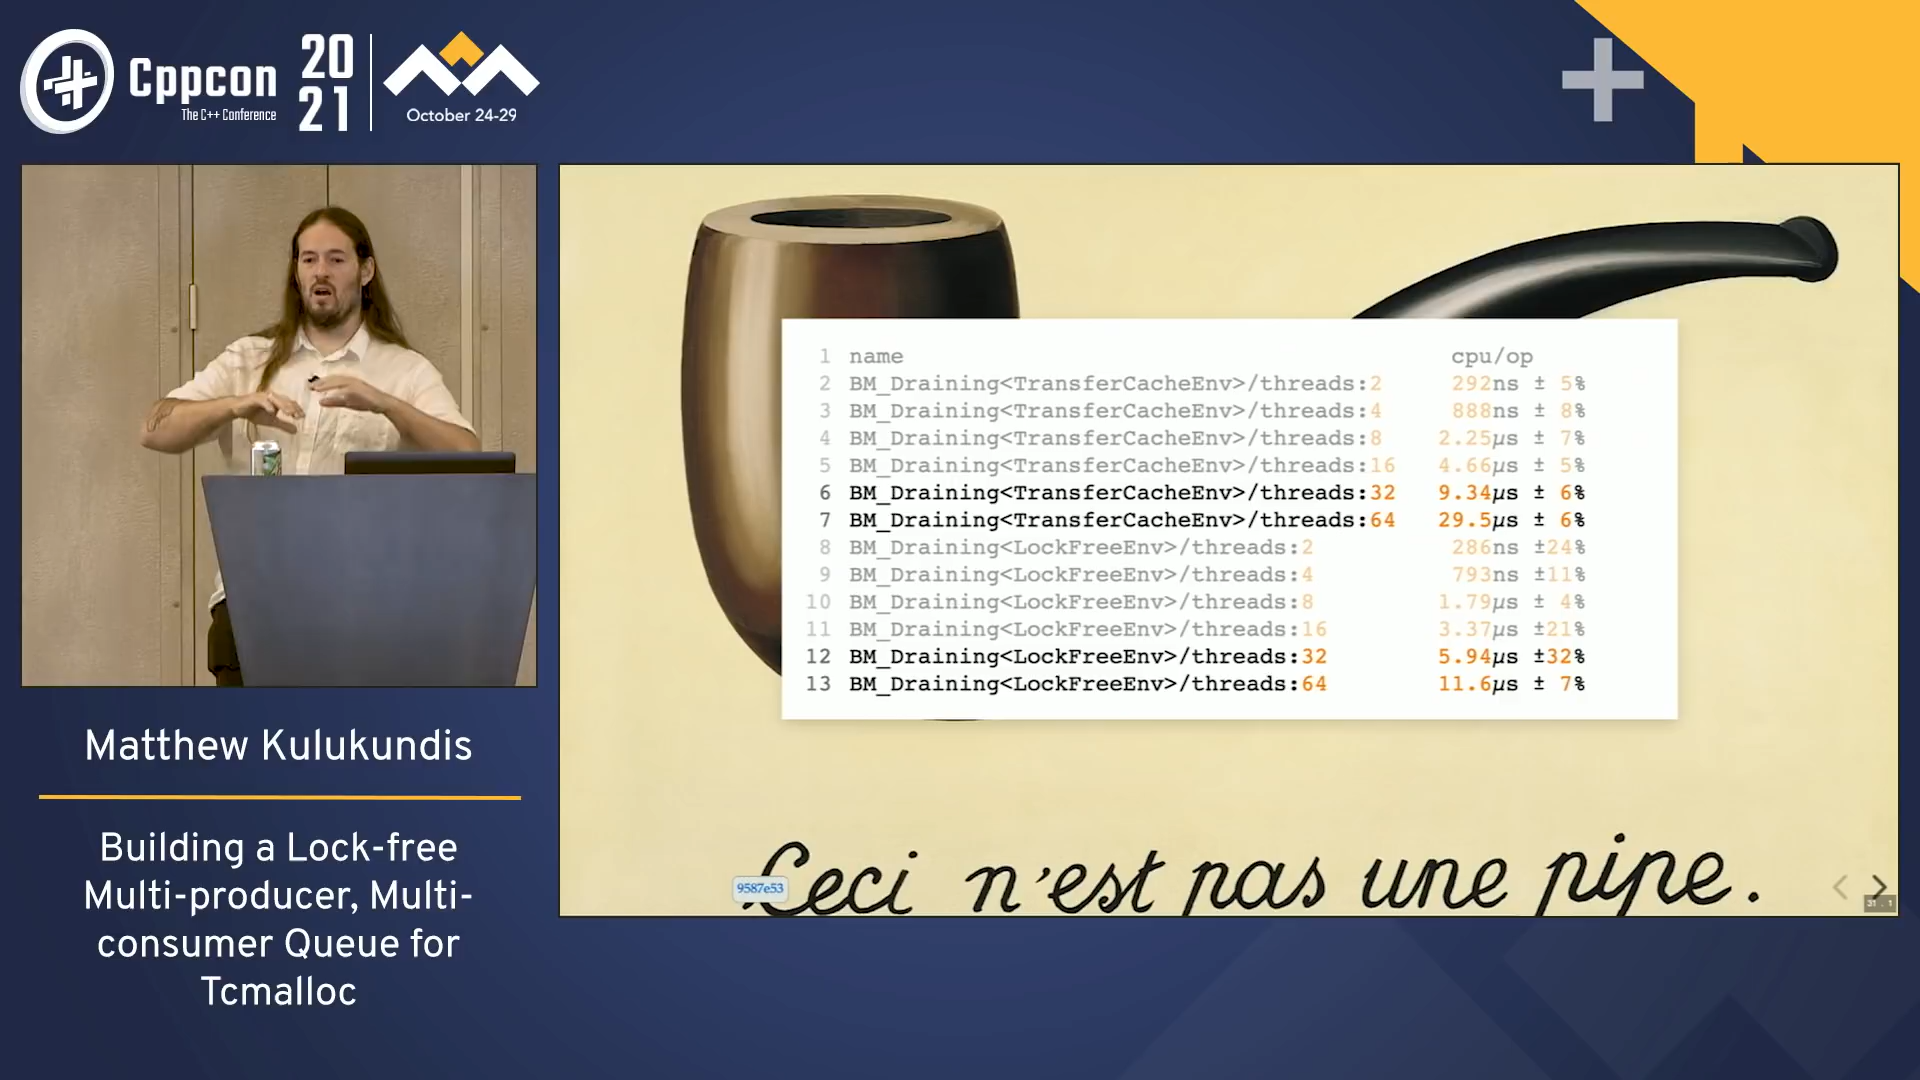 Cppcon
The C++ Conference
20
21
October 24-29
1 name cpu/op
2 BM_Draining<TransferCacheEnv>/threads:2 292ns ± 5%
3 BM_Draining<TransferCacheEnv>/threads:4 888ns ± 8%
4 BM_Draining<TransferCacheEnv>/threads:8 2.25µs ± 7%
5 BM_Draining<TransferCacheEnv>/threads:16 4.66µs ± 5%
6 BM_Draining<TransferCacheEnv>/threads:32 9.34µs ± 6%
7 BM_Draining<TransferCacheEnv>/threads:64 29.5µs ± 6%
8 BM_Draining<LockFreeEnv>/threads:2 286ns ±24%
9 BM_Draining<LockFreeEnv>/threads:4 793ns ±11%
10 BM_Draining<LockFreeEnv>/threads:8 1.79µs ± 4%
11 BM_Draining<LockFreeEnv>/threads:16 3.37µs ±21%
12 BM_Draining<LockFreeEnv>/threads:32 5.94µs ±32%
13 BM_Draining<LockFreeEnv>/threads:64 11.6µs ± 7%
9587e53
Ceci n'est pas une pipe.
31 . 1
Matthew Kulukundis
Building a Lock-free
Multi-producer, Multi-
consumer Queue for
Tcmalloc